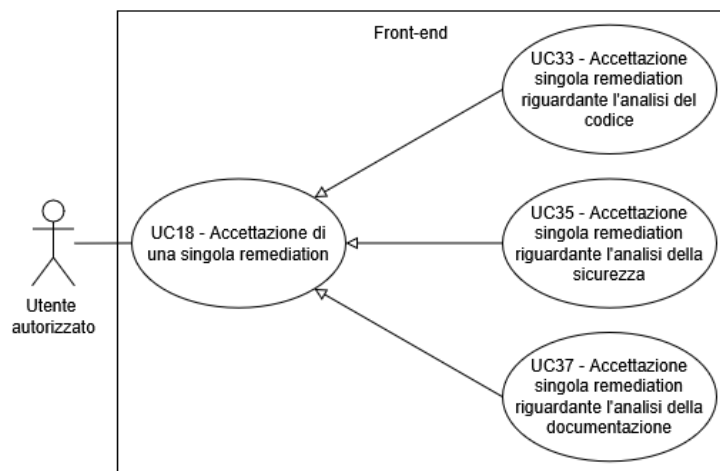 Front-end
UC33 - Accettazione
singola remediation
riguardante l'analisi del
codice
UC18 - Accettazione di
una singola remediation
UC35 - Accettazione
singola remediation
riguardante l'analisi della
sicurezza
Utente
autorizzato
UC37 - Accettazione
singola remediation
riguardante l'analisi della
documentazione